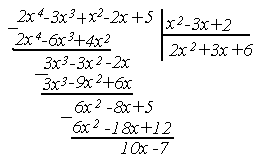 2x⁴-3x³+x²-2x+5 | x²-3x+2
−
2x⁴-6x³+4x² | 2x²+3x+6
3x³-3x²-2x
−
3x³-9x²+6x
6x²-8x+5
−
6x²-18x+12
10x-7